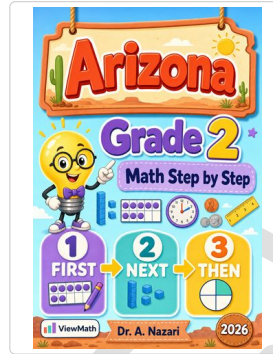 Arizona
Grade 2
Math Step by Step
1 2 3
FIRST NEXT THEN
ViewMath
Dr. A. Nazari
2026